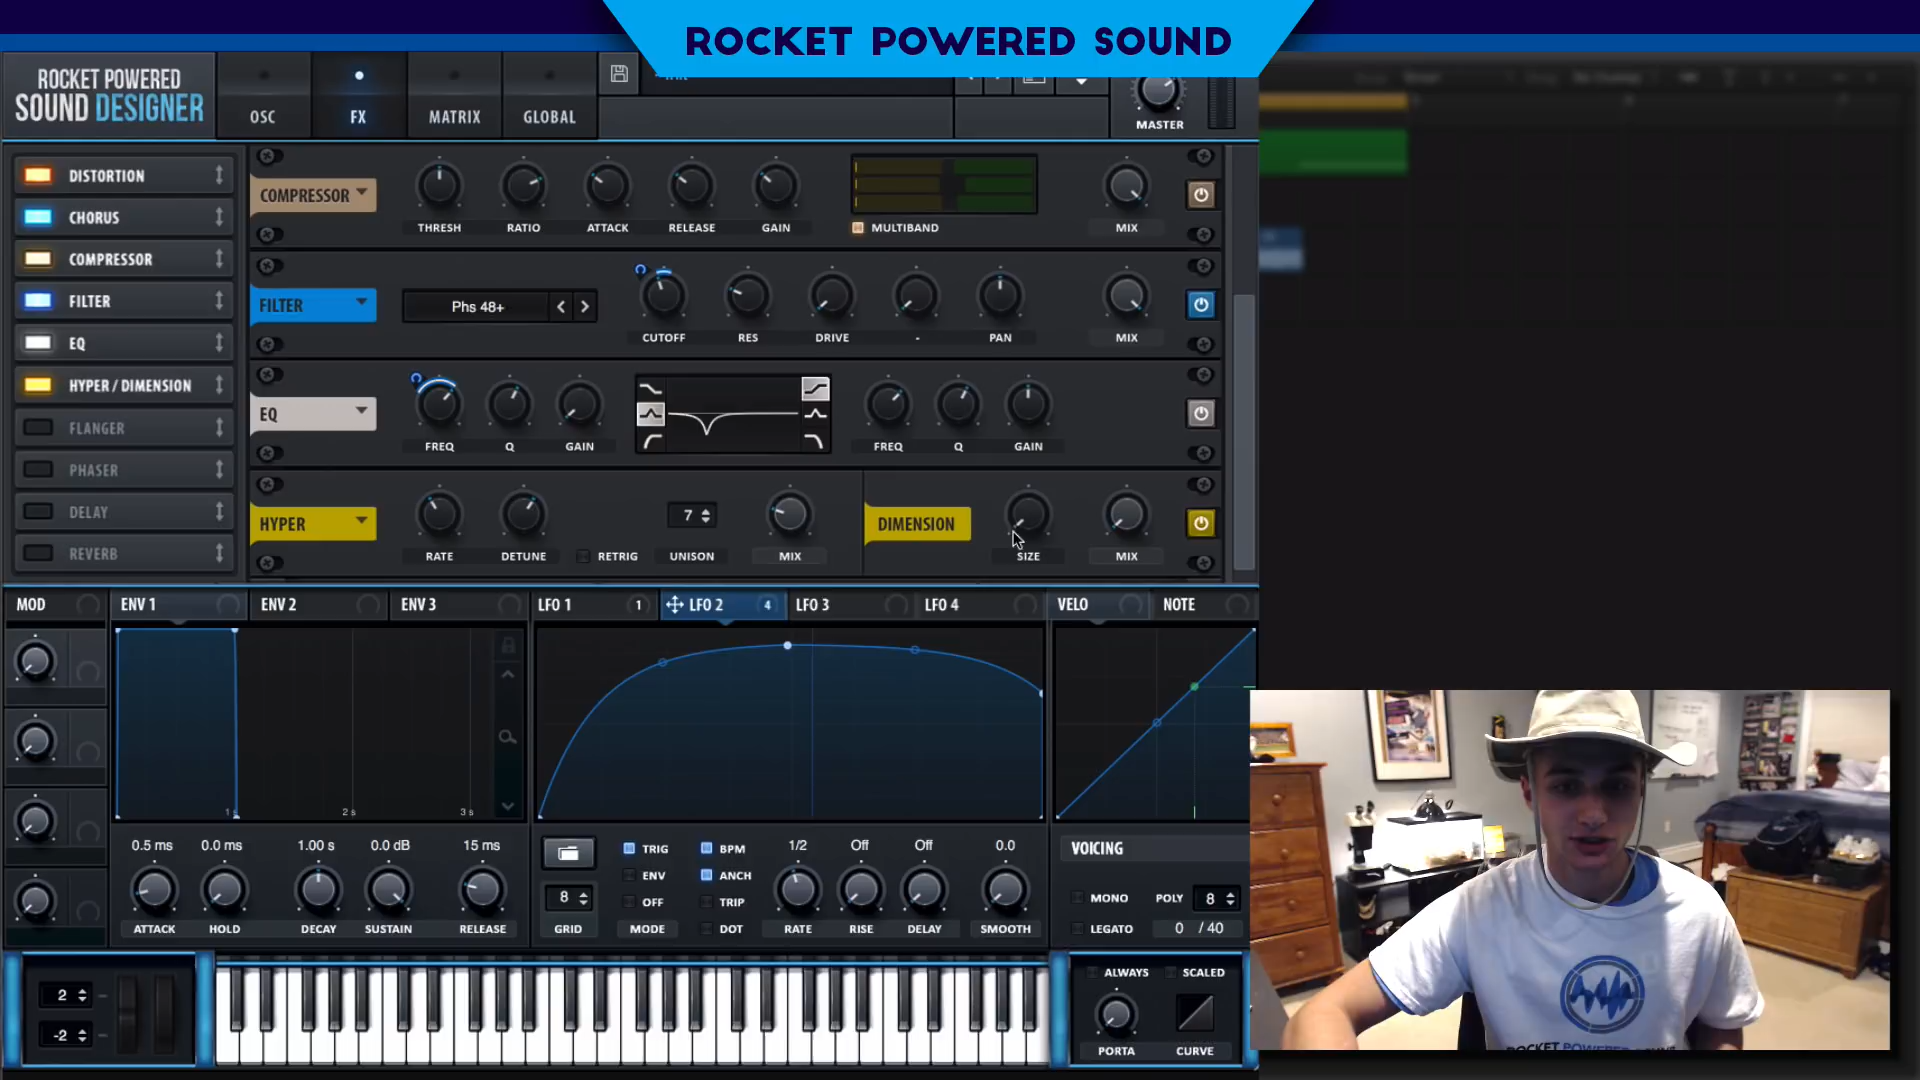 ROCKET POWERED SOUND
ROCKET POWERED
SOUND DESIGNER
OSC
FX
MATRIX
GLOBAL
MASTER
DISTORTION
CHORUS
COMPRESSOR
FILTER
EQ
HYPER / DIMENSION
FLANGER
PHASER
DELAY
REVERB
COMPRESSOR
THRESH
RATIO
ATTACK
RELEASE
GAIN
MULTIBAND
MIX
FILTER
Phs 48+
CUTOFF
RES
DRIVE
-
PAN
MIX
EQ
FREQ
Q
GAIN
FREQ
Q
GAIN
HYPER
RATE
DETUNE
RETRIG
7
UNISON
MIX
DIMENSION
SIZE
MIX
MOD
ENV 1
ENV 2
ENV 3
LFO 1
1
LFO 2
4
LFO 3
LFO 4
VELO
NOTE
1
2 s
3 s
0.5 ms
0.0 ms
1.00 s
0.0 dB
15 ms
ATTACK
HOLD
DECAY
SUSTAIN
RELEASE
8
GRID
TRIG
ENV
OFF
MODE
BPM
ANCH
TRIP
DOT
1/2
Off
Off
0.0
RATE
RISE
DELAY
SMOOTH
VOICING
MONO
POLY
8
LEGATO
0 / 40
2
-2
ALWAYS
SCALED
PORTA
CURVE
ROCKET POWERED